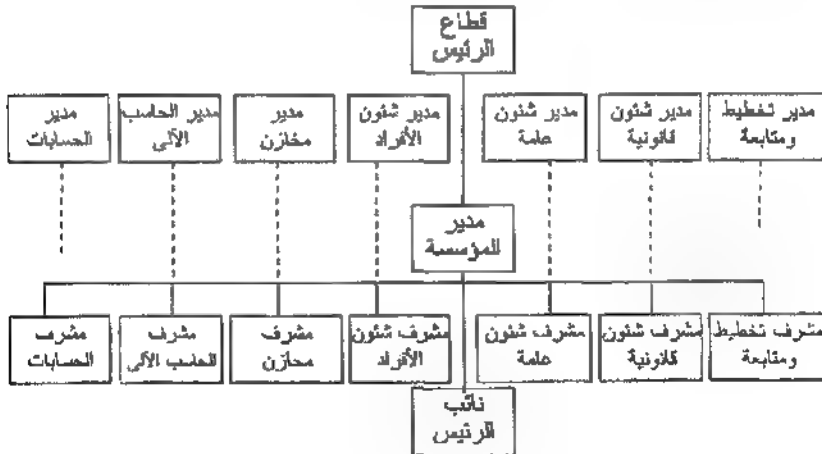 قطاع
الرئيس
مدير تخطيط
ومتابعة
مدير شئون
قانونية
مدير شئون
عامة
مدير شئون
الأفراد
مدير
مخازن
مدير الحاسب
الآلي
مدير
الحسابات
مدير
المؤسسة
مشرف تخطيط
ومتابعة
مشرف شئون
قانونية
مشرف شئون
عامة
مشرف شئون
الأفراد
مشرف
مخازن
مشرف
الحاسب الآلي
مشرف
الحسابات
نائب
الرئيس